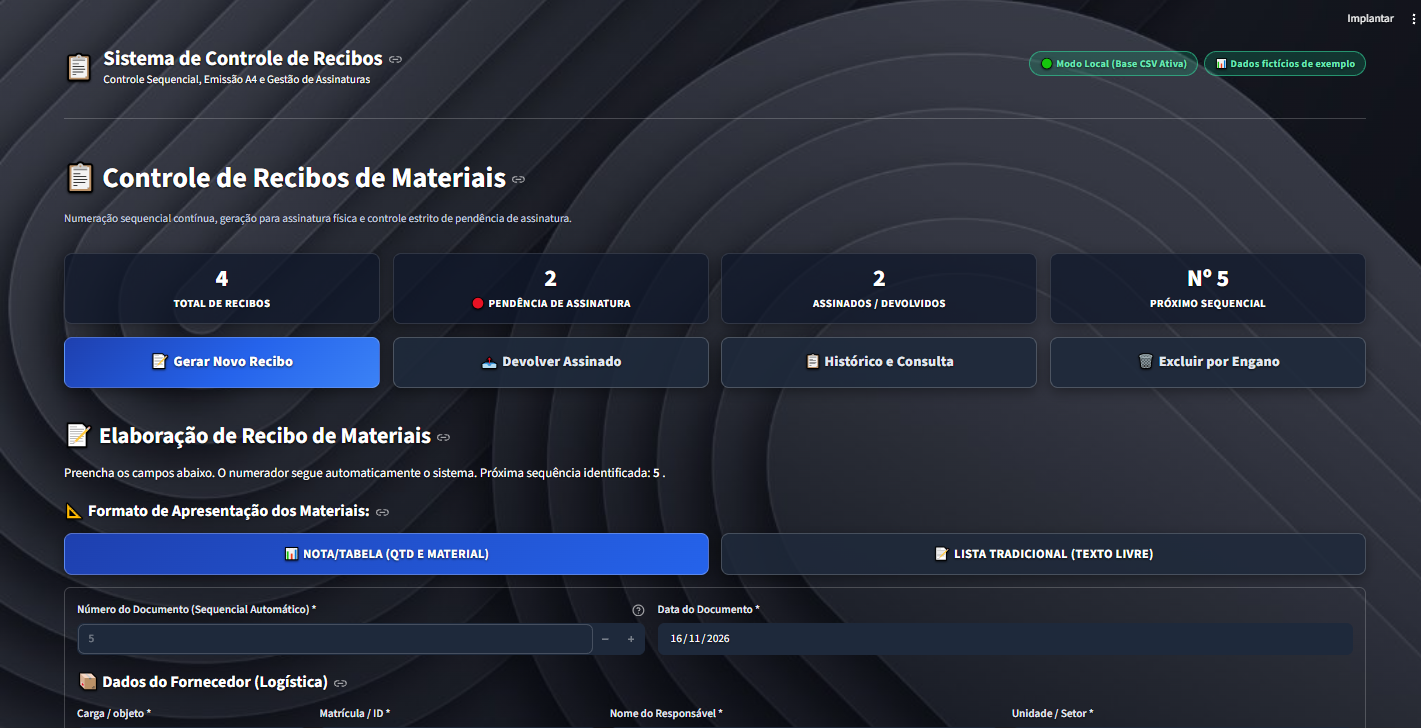 Implantar
Sistema de Controle de Recibos
Controle Sequencial, Emissão A4 e Gestão de Assinaturas
Modo Local (Base CSV Ativa)
Dados fictícios de exemplo
Controle de Recibos de Materiais
Numeração sequencial contínua, geração para assinatura física e controle estrito de pendência de assinatura.
4
TOTAL DE RECIBOS
2
PENDÊNCIA DE ASSINATURA
2
ASSINADOS / DEVOLVIDOS
Nº 5
PRÓXIMO SEQUENCIAL
Gerar Novo Recibo
Devolver Assinado
Histórico e Consulta
Excluir por Engano
Elaboração de Recibo de Materiais
Preencha os campos abaixo. O numerador segue automaticamente o sistema. Próxima sequência identificada: 5 .
Formato de Apresentação dos Materiais:
NOTA/TABELA (QTD E MATERIAL)
LISTA TRADICIONAL (TEXTO LIVRE)
Número do Documento (Sequencial Automático) *
Data do Documento *
5
16/11/2026
Dados do Fornecedor (Logística)
Carga / objeto *
Matrícula / ID *
Nome do Responsável *
Unidade / Setor *